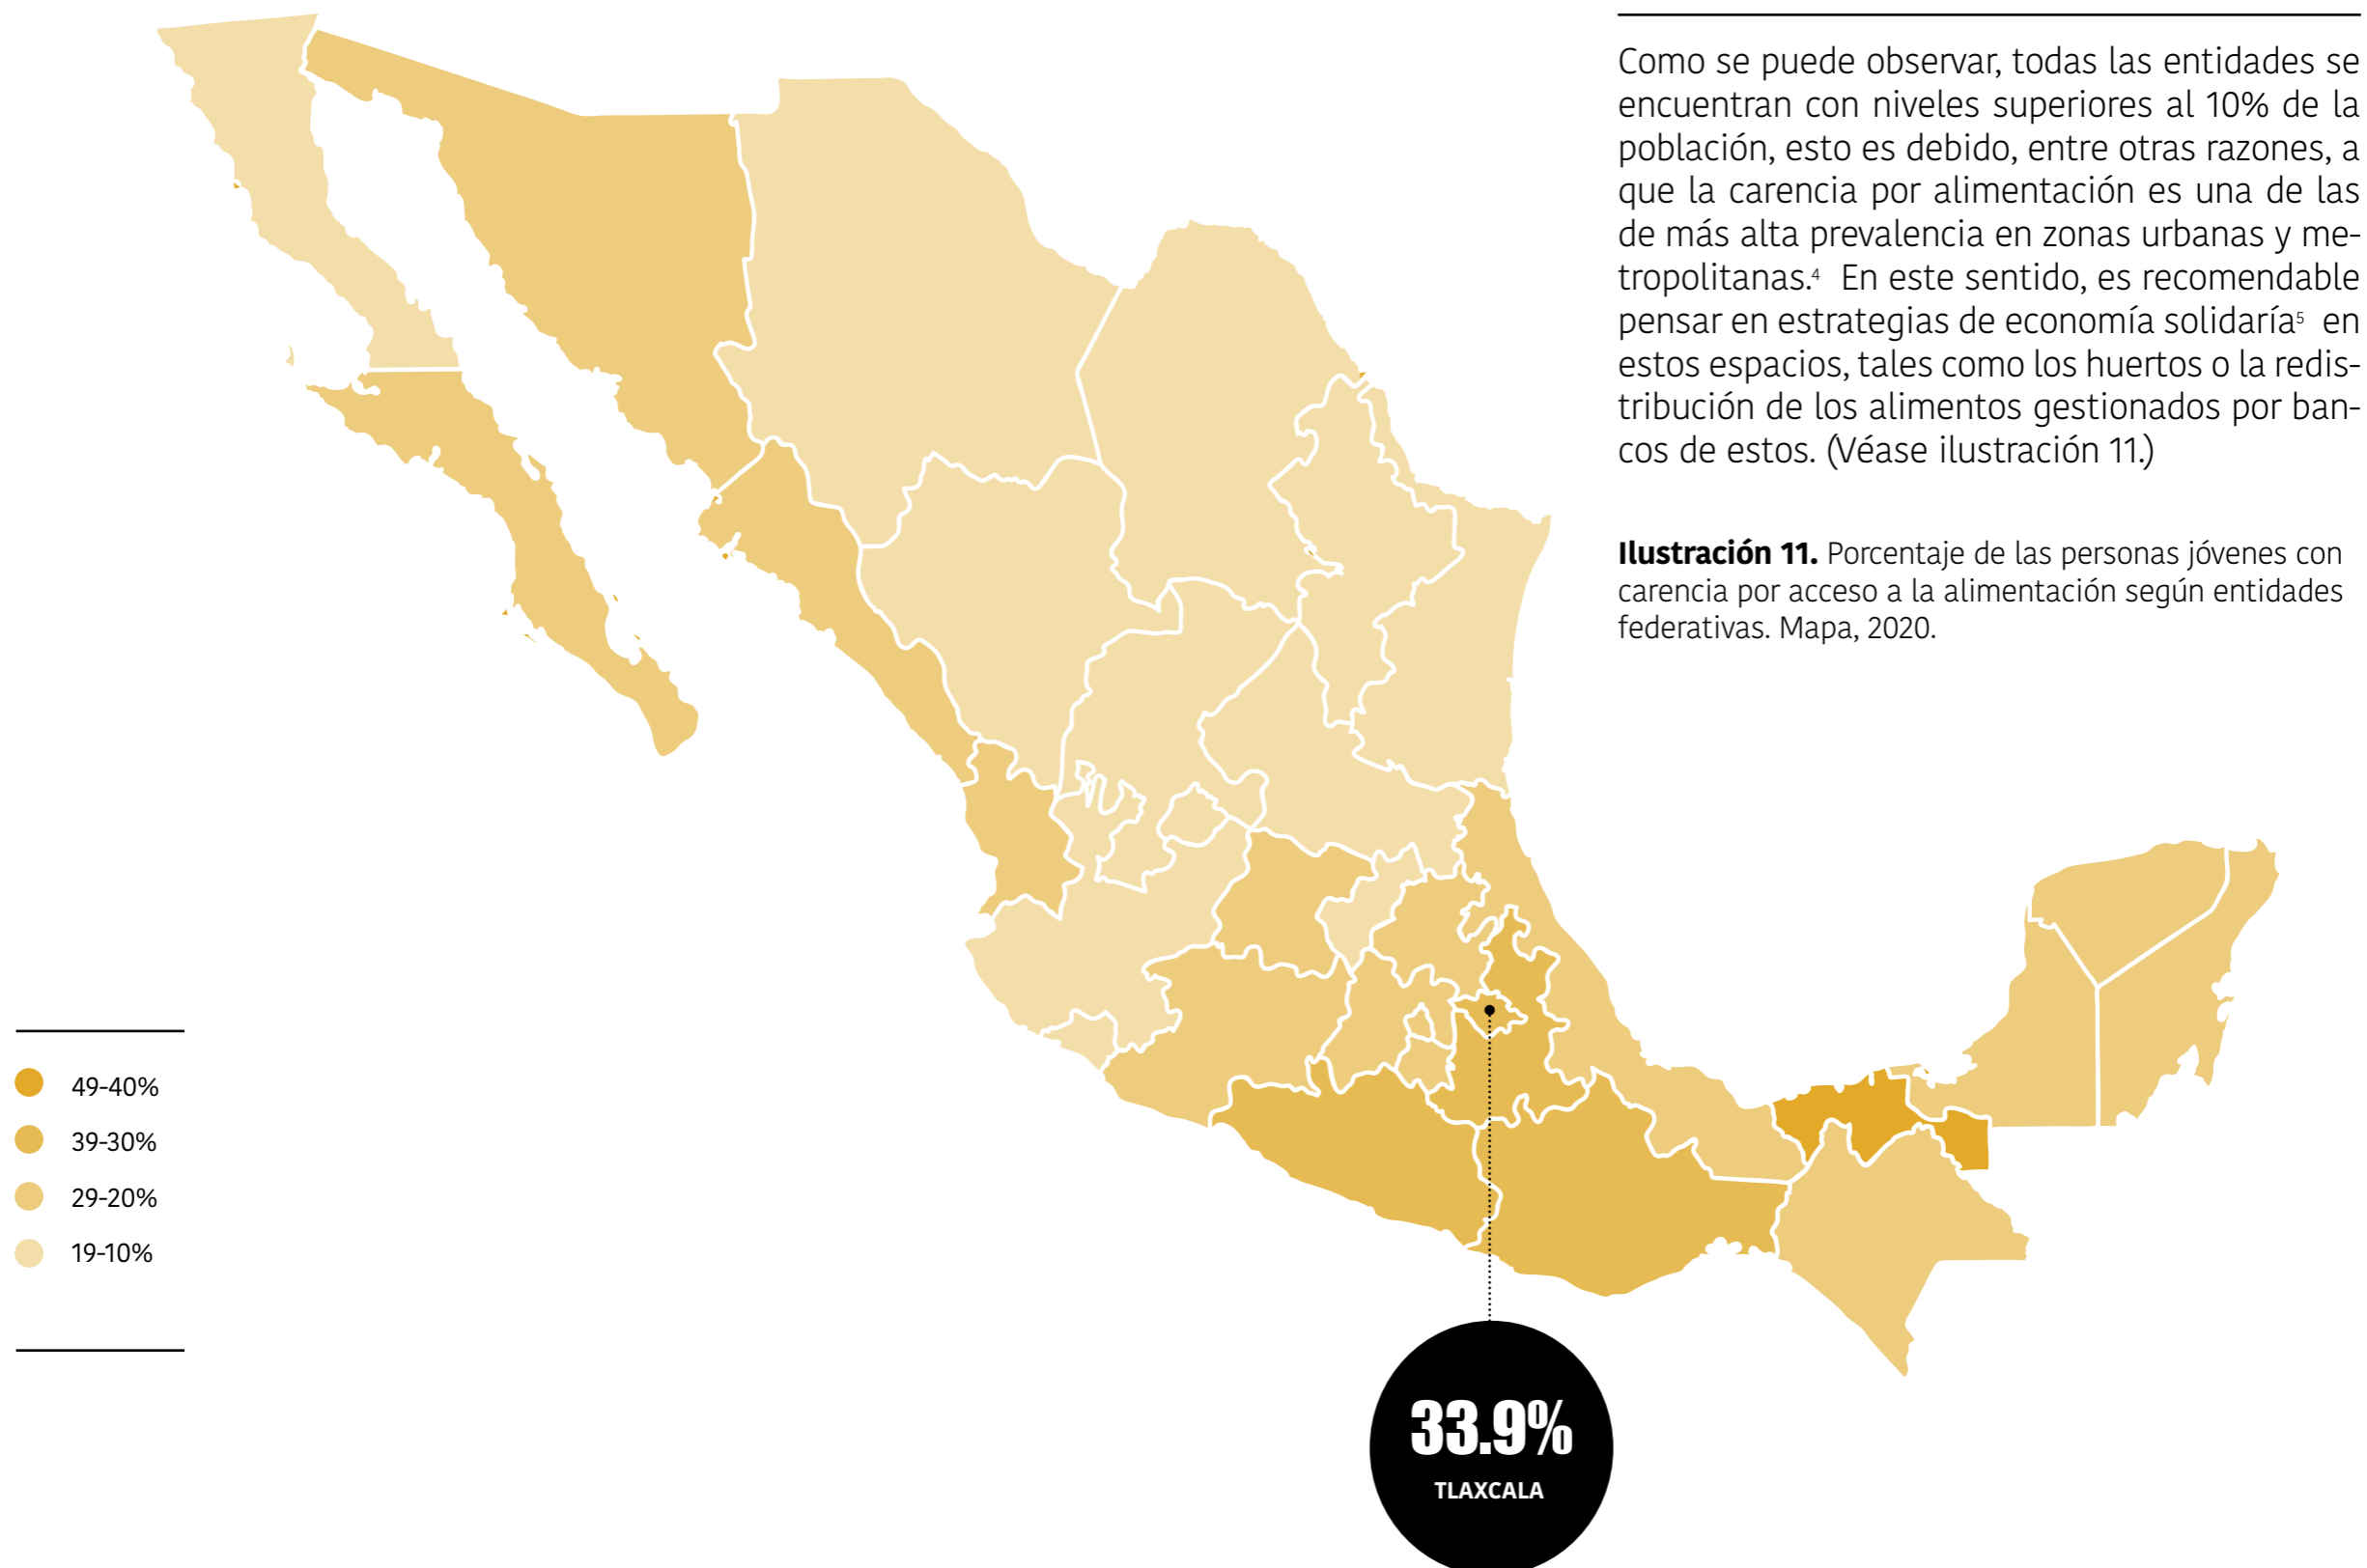 Como se puede observar, todas las entidades se
encuentran con niveles superiores al 10% de la
población, esto es debido, entre otras razones, a
que la carencia por alimentación es una de las
de más alta prevalencia en zonas urbanas y me-
tropolitanas.⁴ En este sentido, es recomendable
pensar en estrategias de economía solidaría⁵ en
estos espacios, tales como los huertos o la redis-
tribución de los alimentos gestionados por ban-
cos de estos. (Véase ilustración 11.)
Ilustración 11. Porcentaje de las personas jóvenes con
carencia por acceso a la alimentación según entidades
federativas. Mapa, 2020.
49-40%
39-30%
29-20%
19-10%
33.9%
TLAXCALA